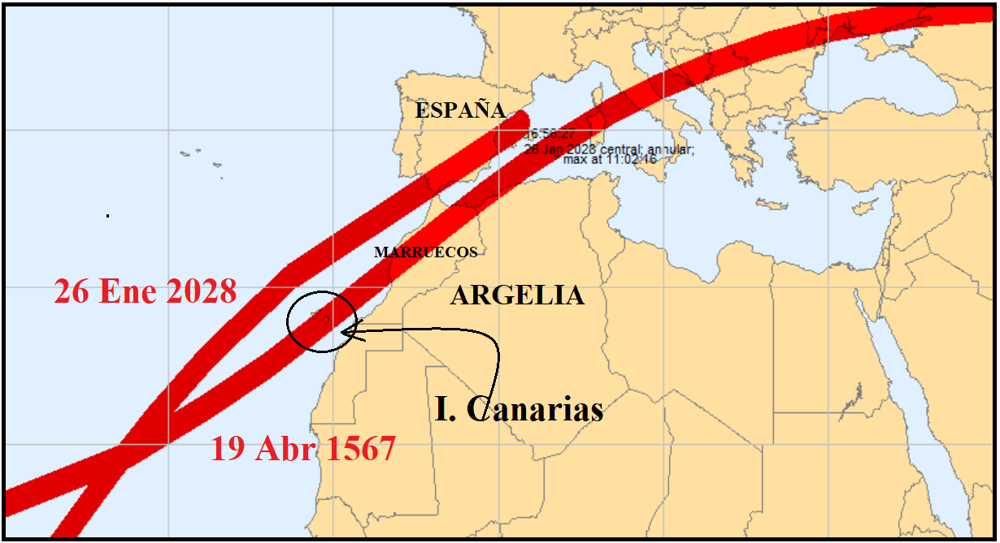 ESPAÑA
16:58:27
26 Jan 2028 central; annular;
max at 11:02:46
MARRUECOS
26 Ene 2028
ARGELIA
I. Canarias
19 Abr 1567